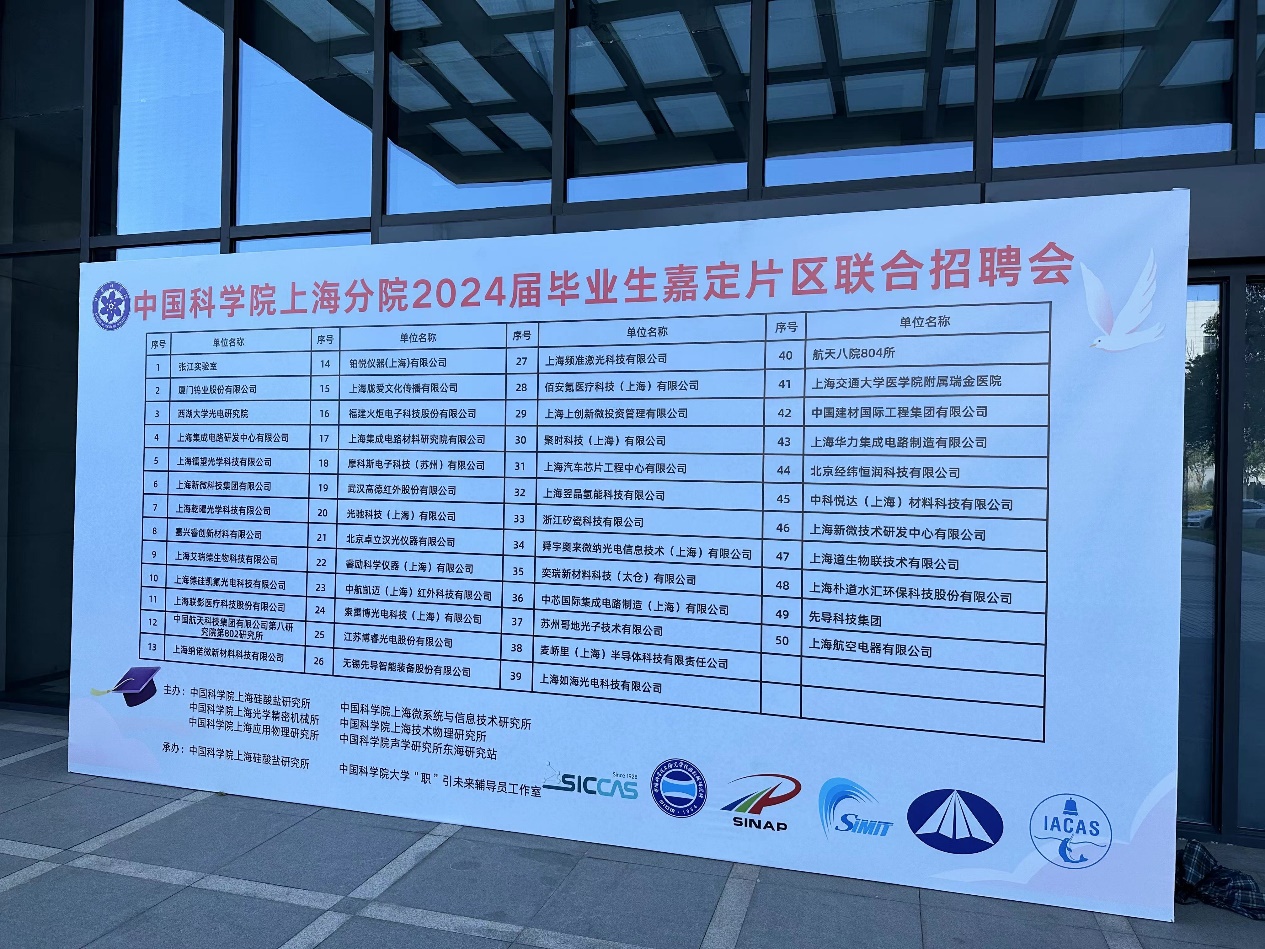 中国科学院上海分院2024届毕业生嘉定片区联合招聘会
序号 单位名称 序号 单位名称 序号 单位名称 序号 单位名称
1 张江实验室 14 铂悦仪器(上海)有限公司 27 上海频准激光科技有限公司 40 航天八院804所
2 厦门钨业股份有限公司 15 上海胧爱文化传播有限公司 28 佰安氪医疗科技（上海）有限公司 41 上海交通大学医学院附属瑞金医院
3 西湖大学光电研究院 16 福建火炬电子科技股份有限公司 29 上海上创新微投资管理有限公司 42 中国建材国际工程集团有限公司
4 上海集成电路研发中心有限公司 17 上海集成电路材料研究院有限公司 30 聚时科技（上海）有限公司 43 上海华力集成电路制造有限公司
5 上海镭望光学科技有限公司 18 摩科斯电子科技（苏州）有限公司 31 上海汽车芯片工程中心有限公司 44 北京经纬恒润科技有限公司
6 上海新微科技集团有限公司 19 武汉高德红外股份有限公司 32 上海翌晶氢能科技有限公司 45 中科悦达（上海）材料科技有限公司
7 上海乾曜光学科技有限公司 20 光驰科技（上海）有限公司 33 浙江矽瓷科技有限公司 46 上海新微技术研发中心有限公司
8 嘉兴睿创新材料有限公司 21 北京卓立汉光仪器有限公司 34 舜宇奥来微纳光电信息技术（上海）有限公司 47 上海道生物联技术有限公司
9 上海艾瑞德生物科技有限公司 22 睿励科学仪器（上海）有限公司 35 奕瑞新材料科技（太仓）有限公司 48 上海朴道水汇环保科技股份有限公司
10 上海德硅凯氟光电科技有限公司 23 中航凯迈（上海）红外科技有限公司 36 中芯国际集成电路制造（上海）有限公司 49 先导科技集团
11 上海联影医疗科技股份有限公司 24 索雷博光电科技（上海）有限公司 37 苏州哥地光子技术有限公司 50 上海航空电器有限公司
12 中国航天科技集团有限公司第八研究院第802研究所 25 江苏博睿光电股份有限公司 38 麦峤里（上海）半导体科技有限责任公司
13 上海纳诺微新材料科技有限公司 26 无锡先导智能装备股份有限公司 39 上海如海光电科技有限公司
主办：中国科学院上海硅酸盐研究所 中国科学院上海微系统与信息技术研究所
中国科学院上海光学精密机械所 中国科学院上海技术物理研究所
中国科学院上海应用物理研究所 中国科学院声学研究所东海研究站
承办：中国科学院上海硅酸盐研究所 中国科学院大学“职”引未来辅导员工作室
Since 1928
SICCAS
SINAP
SIMIT
IACAS